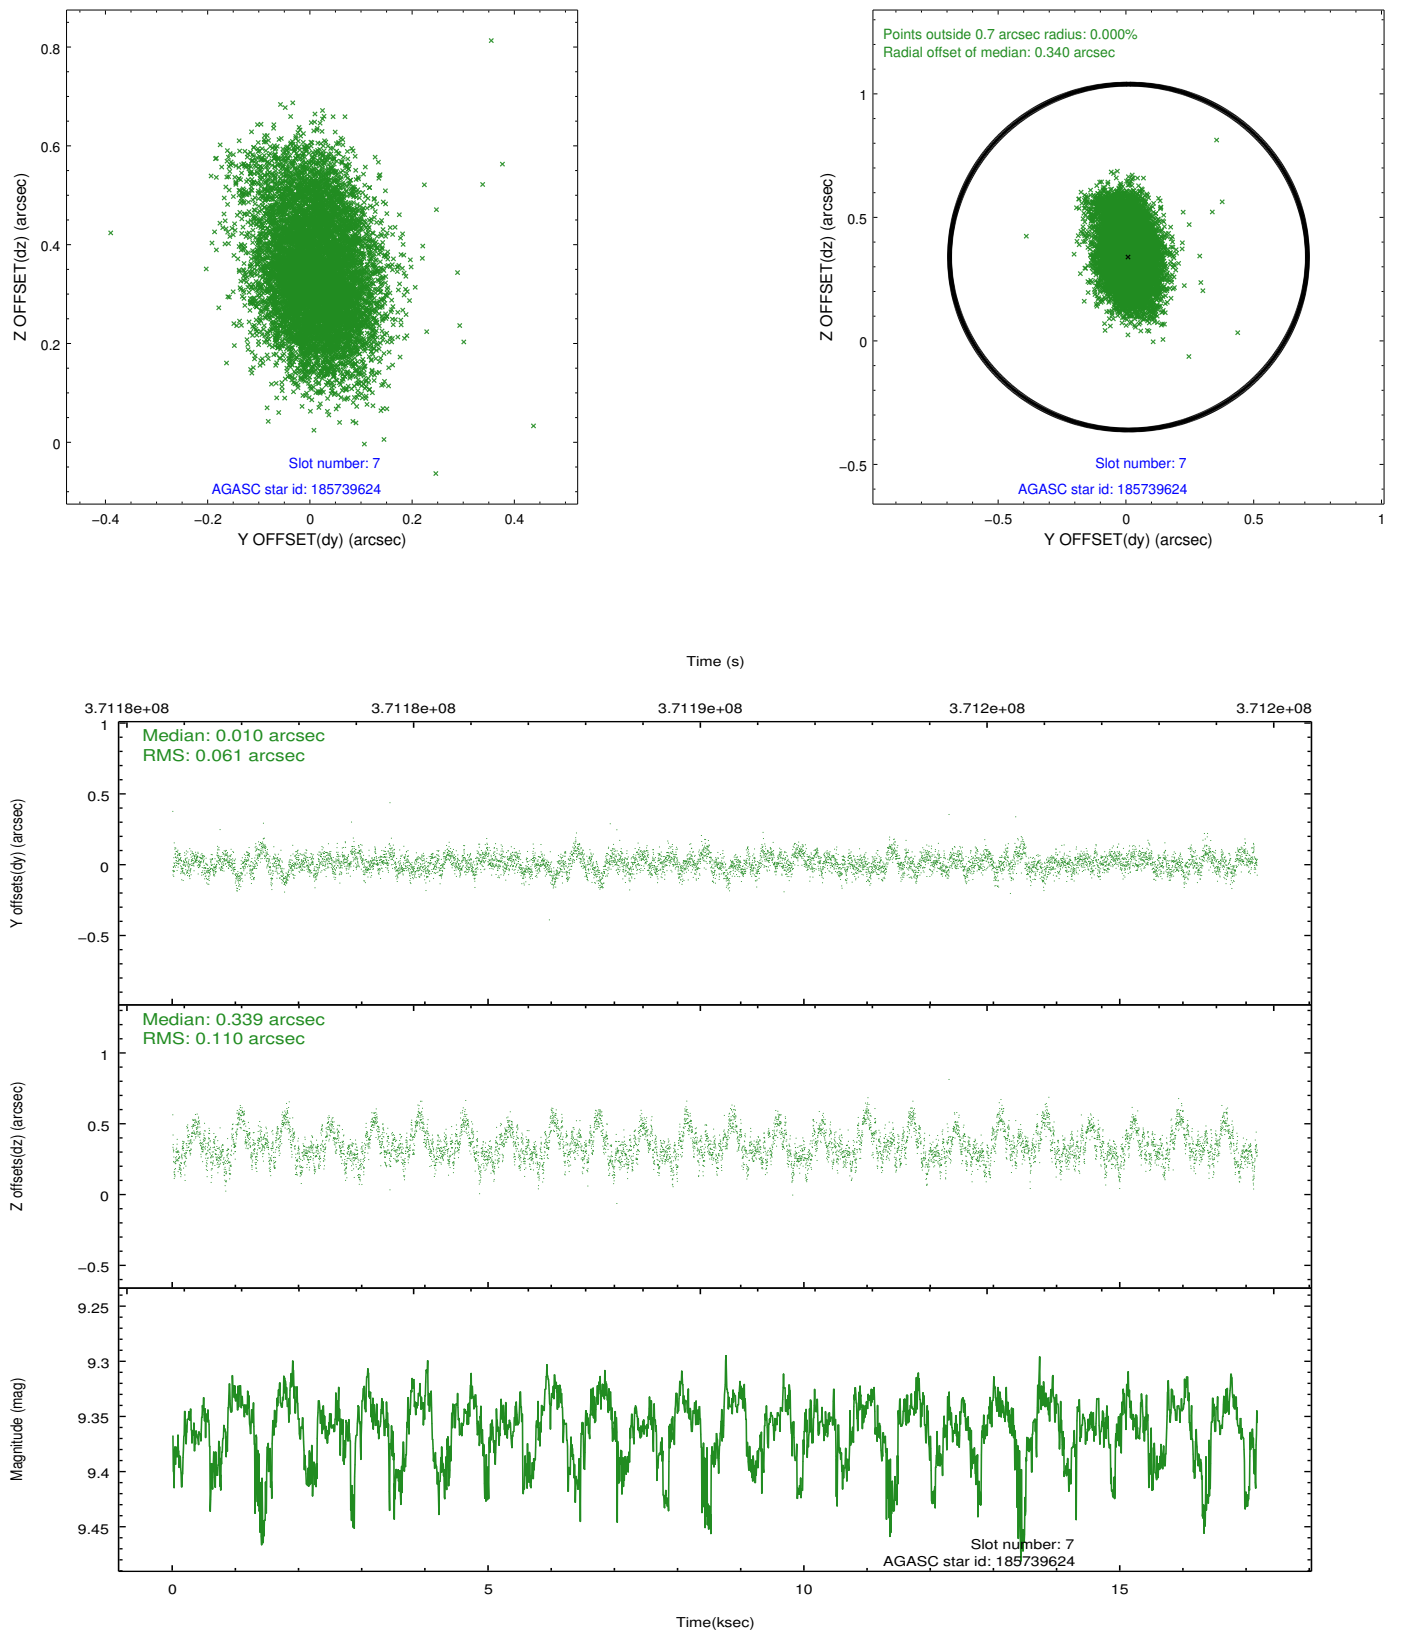 0.8
0.6
0.4
0.2
0
−0.4 −0.2 0 0.2 0.4
Z OFFSET(dz) (arcsec)
Y OFFSET(dy) (arcsec)
Slot number: 7
AGASC star id: 185739624
Points outside 0.7 arcsec radius: 0.000%
Radial offset of median: 0.340 arcsec
1
0.5
0
−0.5
−0.5 0 0.5 1
Z OFFSET(dz) (arcsec)
Y OFFSET(dy) (arcsec)
Slot number: 7
AGASC star id: 185739624
Time (s)
3.7118e+08 3.7118e+08 3.7119e+08 3.712e+08 3.712e+08
Median: 0.010 arcsec
RMS: 0.061 arcsec
1
0.5
0
−0.5
Y offsets(dy) (arcsec)
Median: 0.339 arcsec
RMS: 0.110 arcsec
1
0.5
0
−0.5
Z offsets(dz) (arcsec)
9.25
9.3
9.35
9.4
9.45
Magnitude (mag)
Slot number: 7
AGASC star id: 185739624
0 5 10 15
Time(ksec)